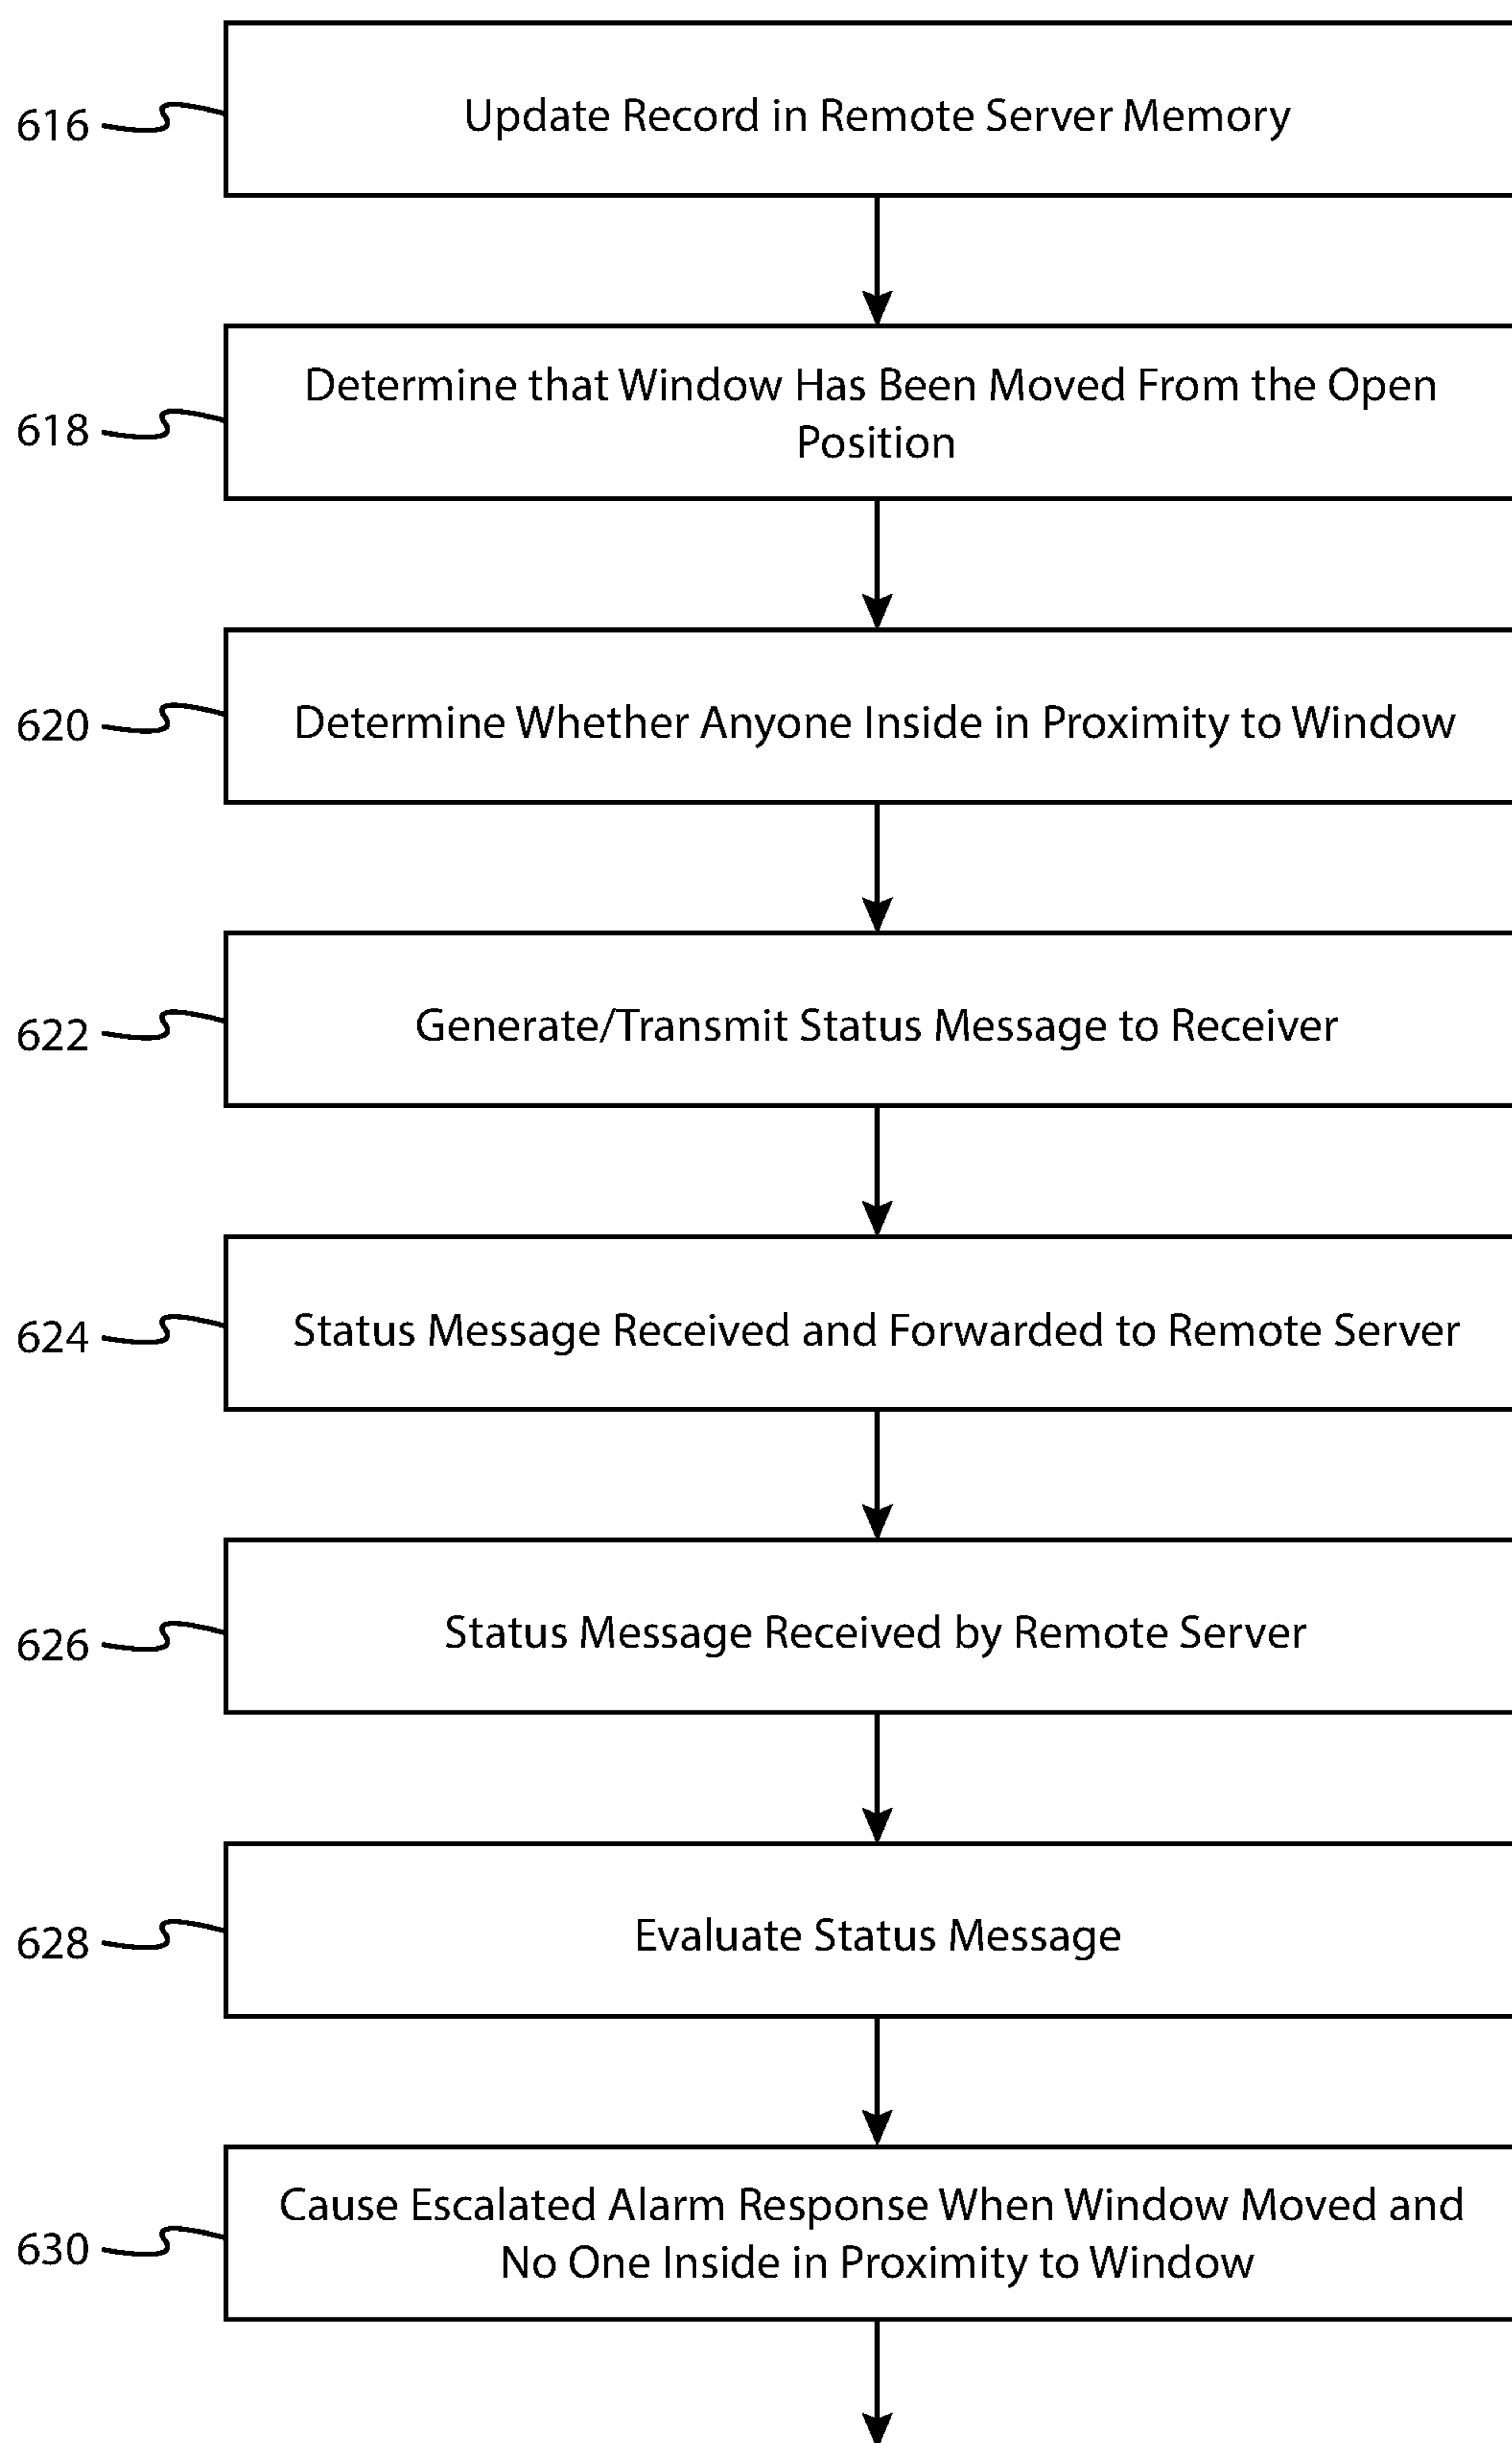 616
Update Record in Remote Server Memory
618
Determine that Window Has Been Moved From the Open
Position
620
Determine Whether Anyone Inside in Proximity to Window
622
Generate/Transmit Status Message to Receiver
624
Status Message Received and Forwarded to Remote Server
626
Status Message Received by Remote Server
628
Evaluate Status Message
630
Cause Escalated Alarm Response When Window Moved and
No One Inside in Proximity to Window